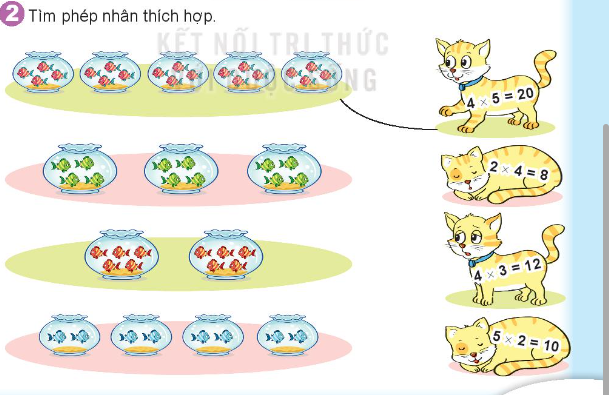 2 Tìm phép nhân thích hợp.
KẾT NỐI TRI THỨC
4 × 5 = 20
2 × 4 = 8
4 × 3 = 12
5 × 2 = 10